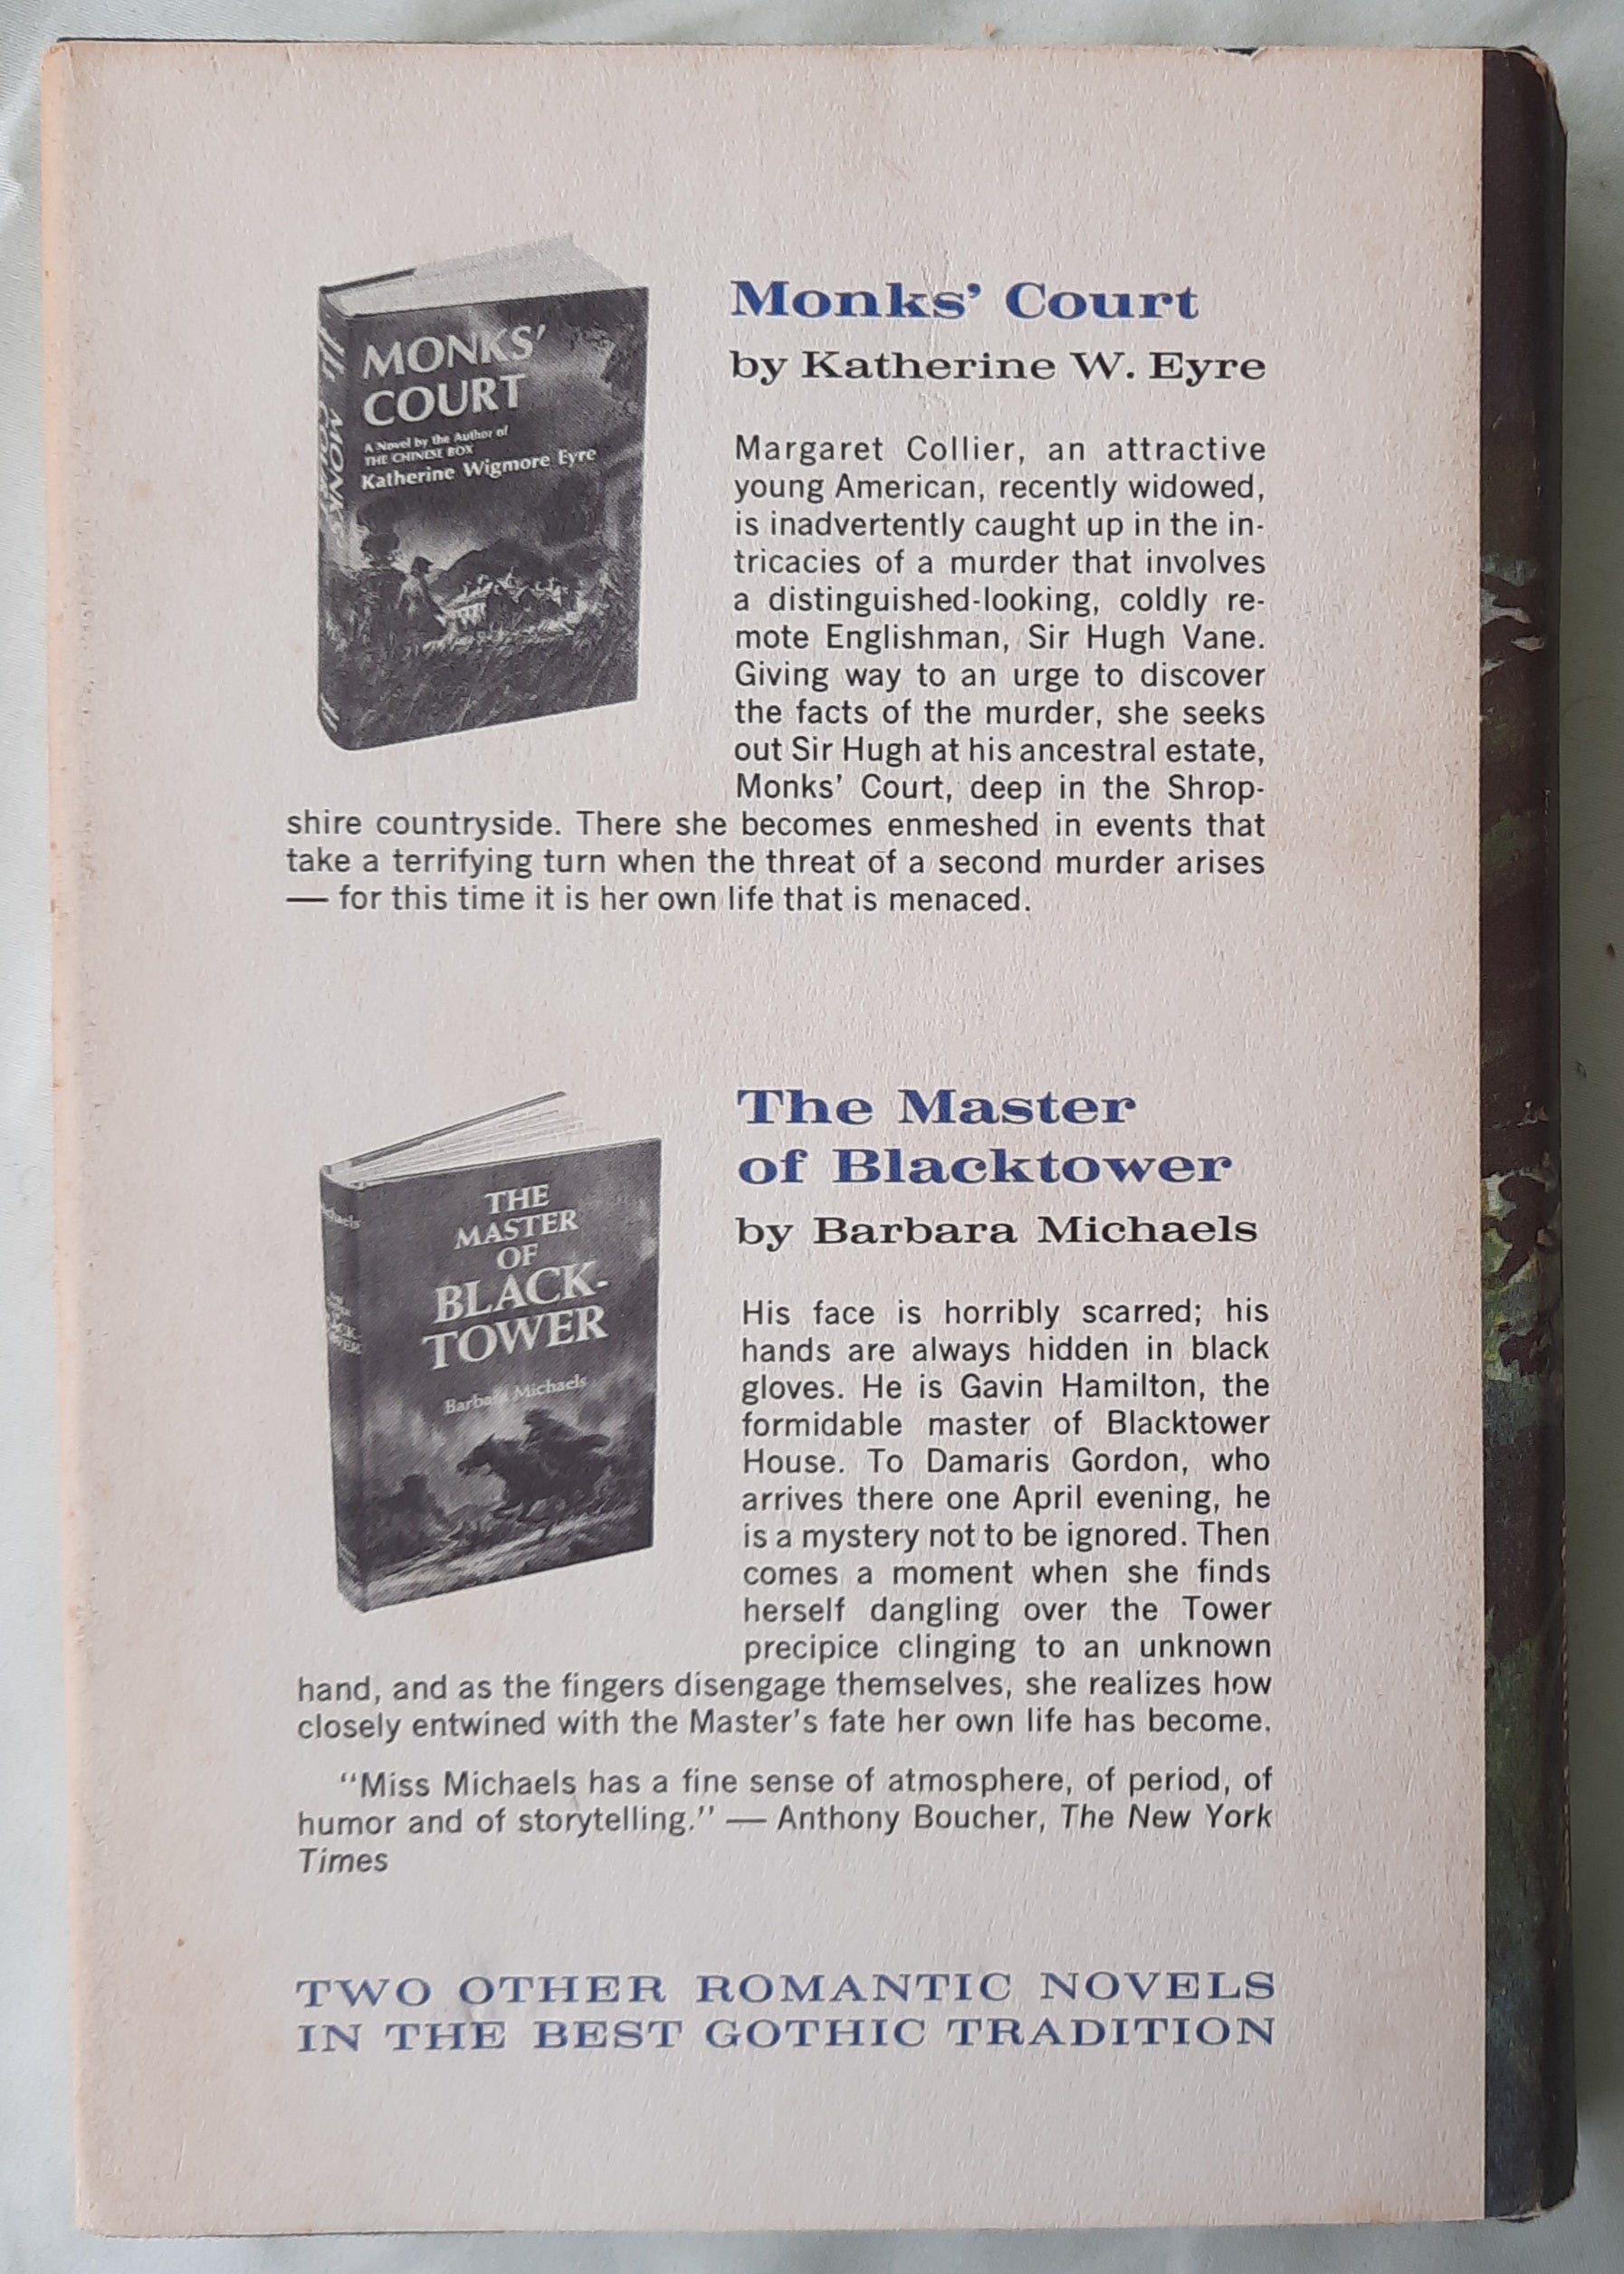 MONKS'
COURT
A Novel by the Author of
THE CHINESE BOX
Katherine Wigmore Eyre
MONKS'
COURT
Monks' Court
by Katherine W. Eyre
Margaret Collier, an attractive
young American, recently widowed,
is inadvertently caught up in the in-
tricacies of a murder that involves
a distinguished-looking, coldly re-
mote Englishman, Sir Hugh Vane.
Giving way to an urge to discover
the facts of the murder, she seeks
out Sir Hugh at his ancestral estate,
Monks' Court, deep in the Shrop-
shire countryside. There she becomes enmeshed in events that
take a terrifying turn when the threat of a second murder arises
— for this time it is her own life that is menaced.
THE
MASTER
OF
BLACK-
TOWER
Barbara Michaels
The Master
of Blacktower
by Barbara Michaels
His face is horribly scarred; his
hands are always hidden in black
gloves. He is Gavin Hamilton, the
formidable master of Blacktower
House. To Damaris Gordon, who
arrives there one April evening, he
is a mystery not to be ignored. Then
comes a moment when she finds
herself dangling over the Tower
precipice clinging to an unknown
hand, and as the fingers disengage themselves, she realizes how
closely entwined with the Master's fate her own life has become.
"Miss Michaels has a fine sense of atmosphere, of period, of
humor and of storytelling." — Anthony Boucher, The New York
Times
TWO OTHER ROMANTIC NOVELS
IN THE BEST GOTHIC TRADITION